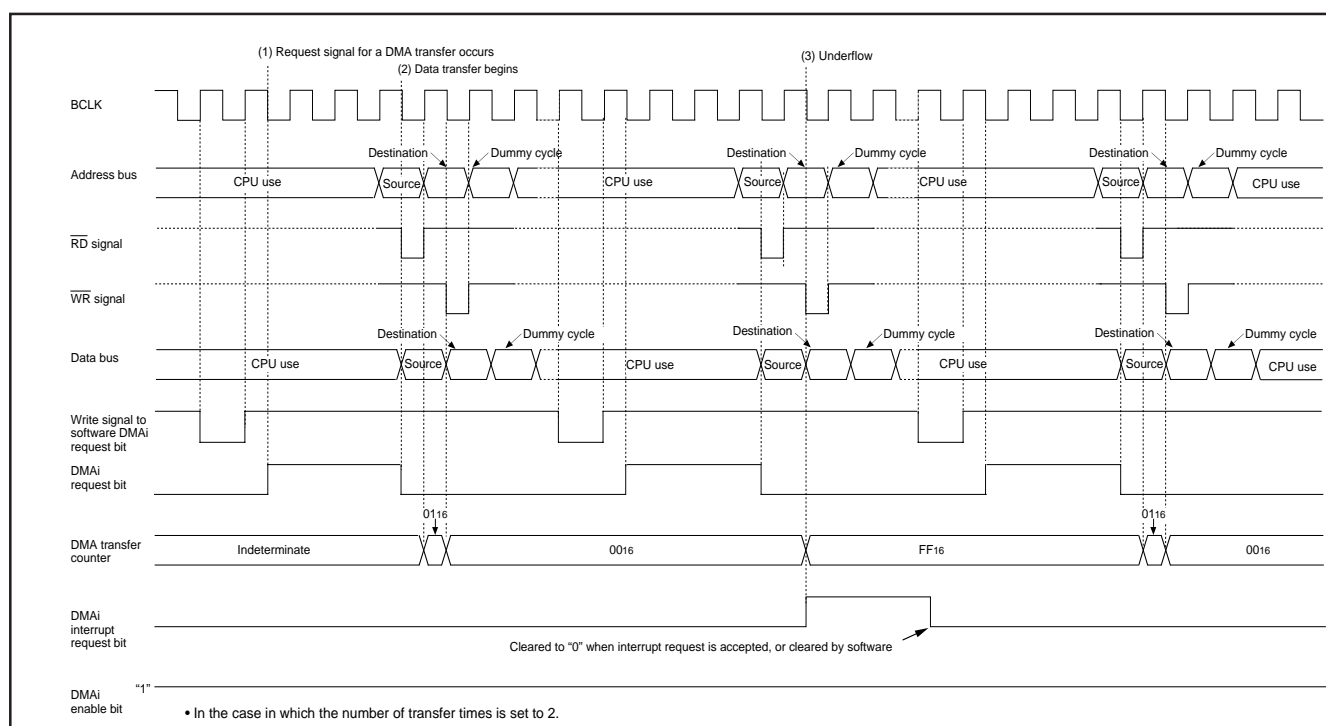 (1) Request signal for a DMA transfer occurs
(2) Data transfer begins
(3) Underflow
BCLK
Destination
Dummy cycle
Destination
Dummy cycle
Destination
Dummy cycle
Address bus
CPU use
Source
CPU use
Source
CPU use
Source
CPU use
RD signal
WR signal
Destination
Dummy cycle
Destination
Dummy cycle
Destination
Dummy cycle
Data bus
CPU use
Source
CPU use
Source
CPU use
Source
CPU use
Write signal to
software DMAi
request bit
DMAi
request bit
0116
0116
DMA transfer
counter
Indeterminate
0016
FF16
0016
DMAi
interrupt
request bit
Cleared to “0” when interrupt request is accepted, or cleared by software
“1”
DMAi
enable bit
• In the case in which the number of transfer times is set to 2.